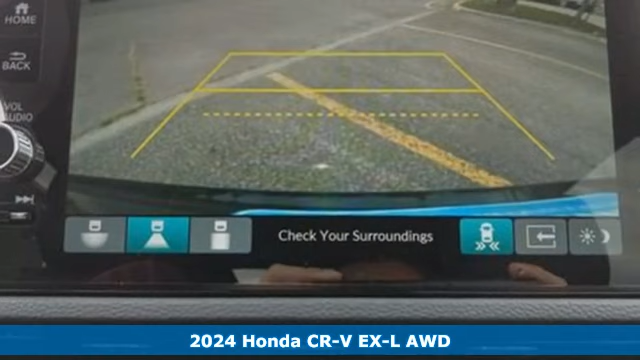 HOME
BACK
VOL
AUDIO
Check Your Surroundings
2024 Honda CR-V EX-L AWD